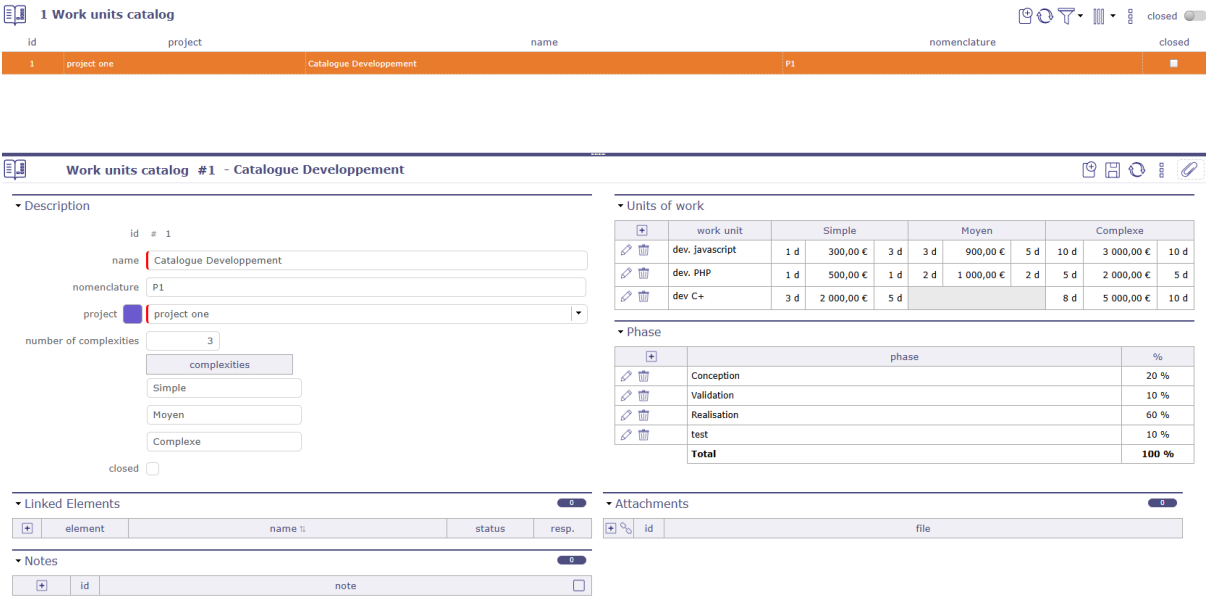 1 Work units catalog
closed
id project name nomenclature closed
1 project one Catalogue Developpement P1
Work units catalog #1 - Catalogue Developpement
Description
id # 1
name Catalogue Developpement
nomenclature P1
project project one
number of complexities 3
complexities
Simple
Moyen
Complexe
closed
Units of work
work unit Simple Moyen Complexe
dev. javascript 1 d 300,00 € 3 d 3 d 900,00 € 5 d 10 d 3 000,00 € 10 d
dev. PHP 1 d 500,00 € 1 d 2 d 1 000,00 € 2 d 5 d 2 000,00 € 5 d
dev C+ 3 d 2 000,00 € 5 d 8 d 5 000,00 € 10 d
Phase
phase %
Conception 20 %
Validation 10 %
Realisation 60 %
test 10 %
Total 100 %
Linked Elements 0
element name status resp.
Attachments 0
id file
Notes 0
id note